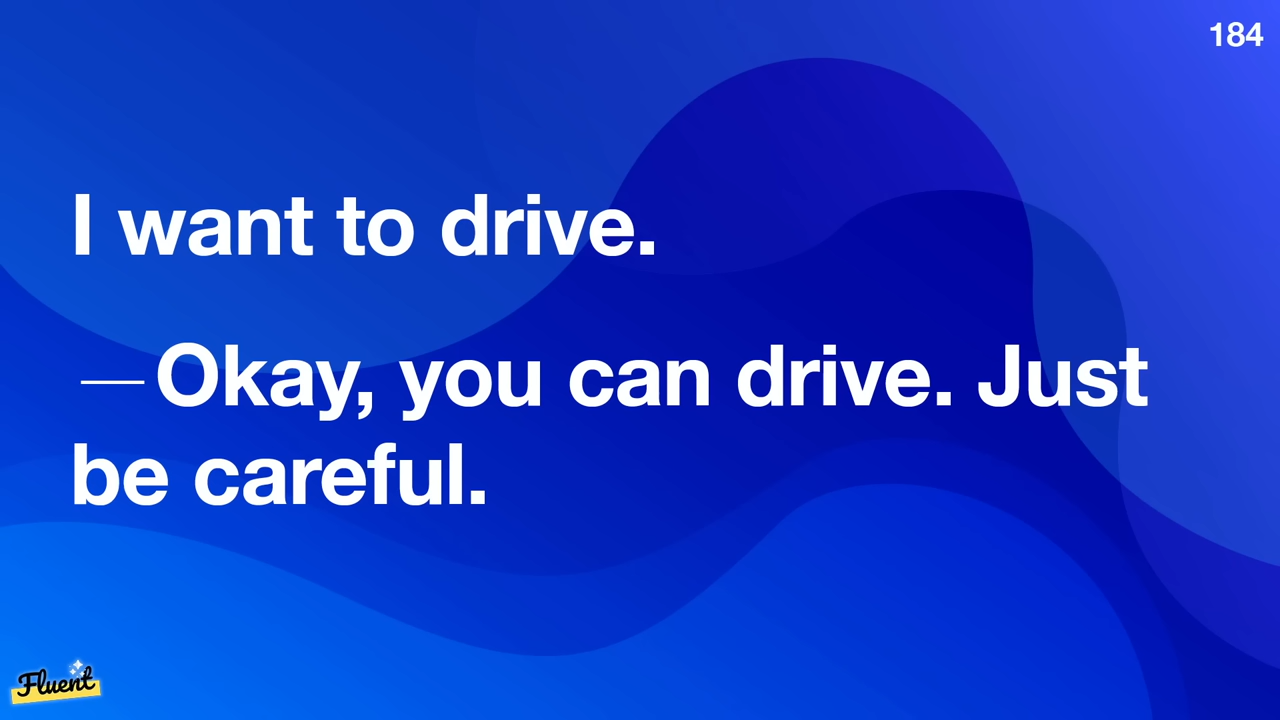 184
I want to drive.
—Okay, you can drive. Just
be careful.
Fluent